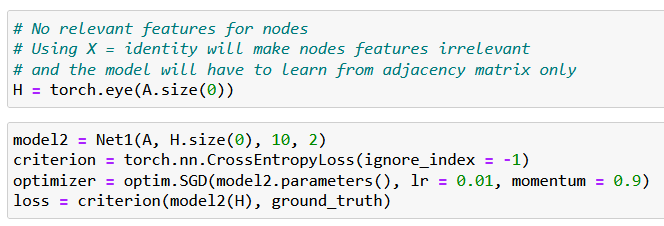 # No relevant features for nodes
# Using X = identity will make nodes features irrelevant
# and the model will have to learn from adjacency matrix only
H = torch.eye(A.size(0))
model2 = Net1(A, H.size(0), 10, 2)
criterion = torch.nn.CrossEntropyLoss(ignore_index = -1)
optimizer = optim.SGD(model2.parameters(), lr = 0.01, momentum = 0.9)
loss = criterion(model2(H), ground_truth)